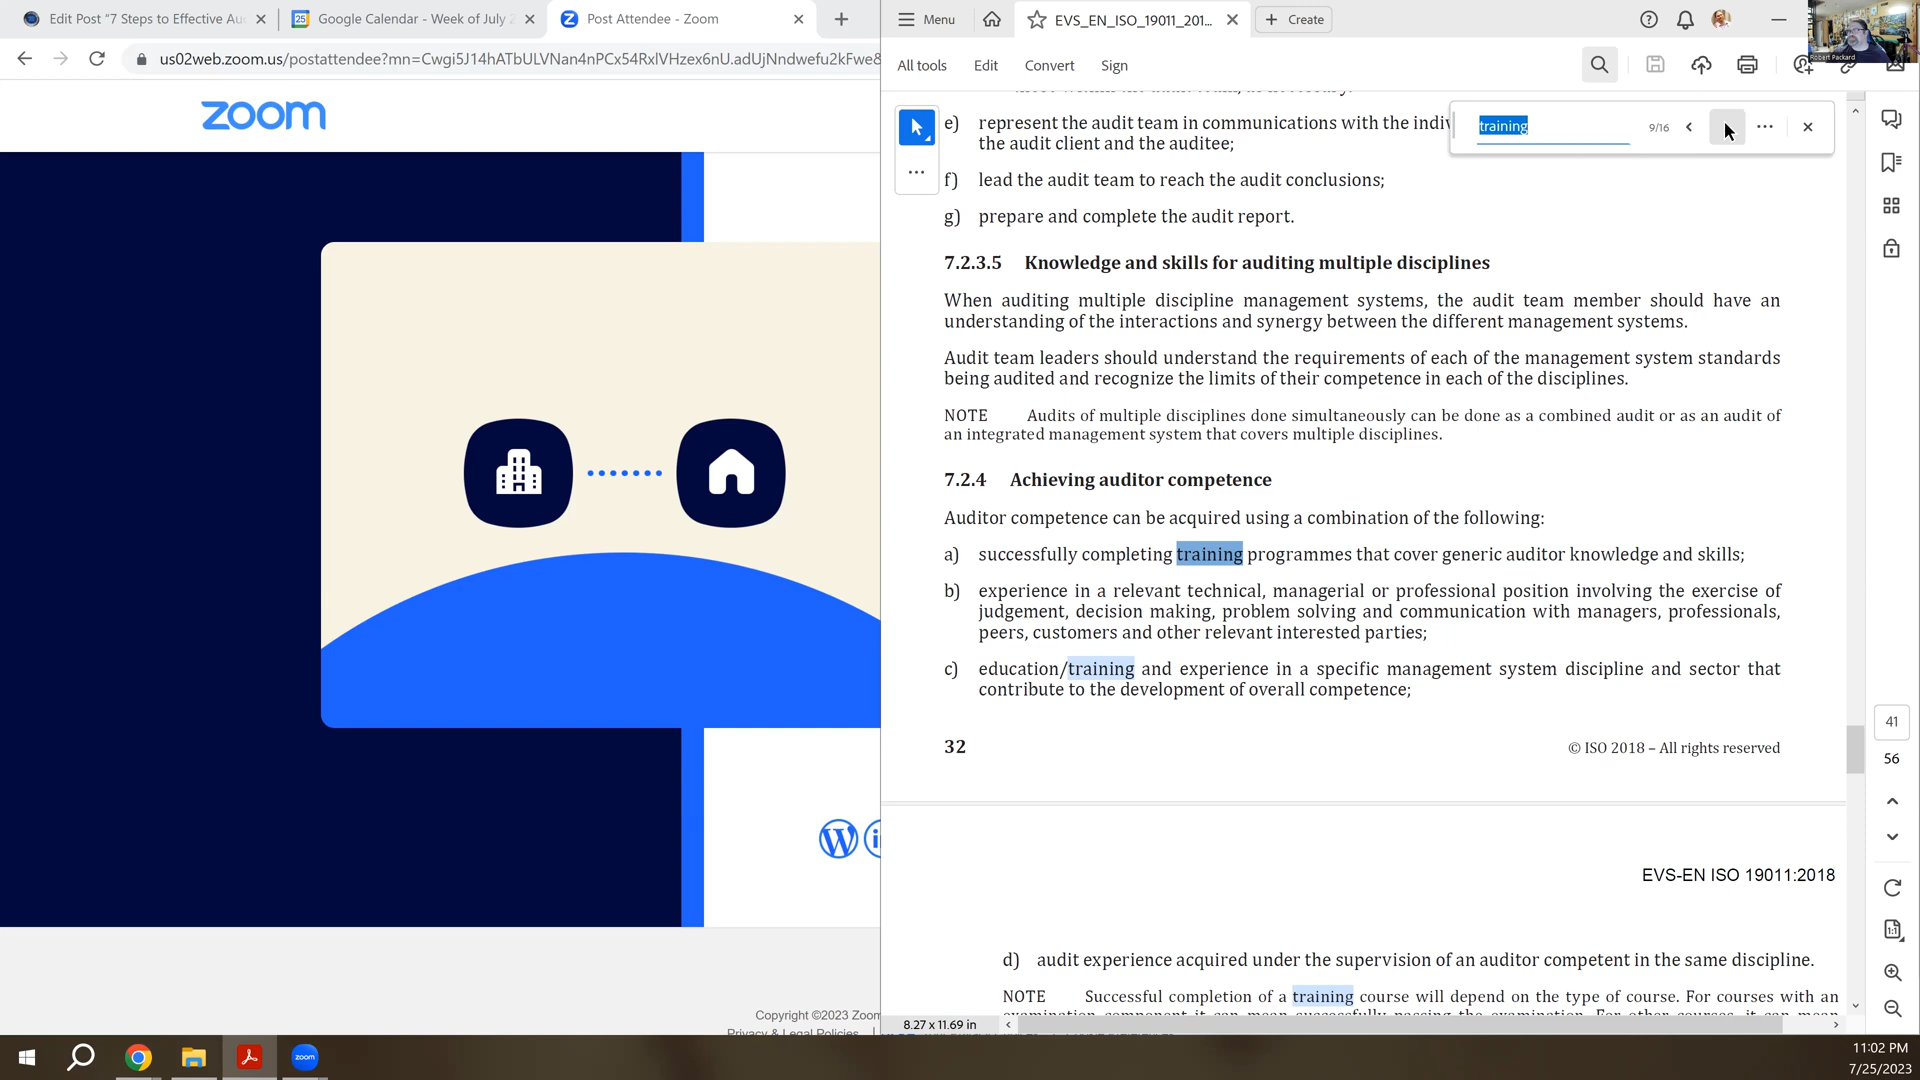 Edit Post "7 Steps to Effective Au
Google Calendar - Week of July 2
Post Attendee - Zoom
us02web.zoom.us/postattendee?mn=Cwgi5J14hATbULVNan4nPCx54RxlVHzex6nU.adUjNndwefu2kFwe8
zoom
Copyright ©2023 Zoom
Privacy & Legal Policies
Menu
EVS_EN_ISO_19011_201...
Create
All tools
Edit
Convert
Sign
Robert Packard
training
9/16
e) represent the audit team in communications with the indiv
the audit client and the auditee;
f) lead the audit team to reach the audit conclusions;
g) prepare and complete the audit report.
7.2.3.5 Knowledge and skills for auditing multiple disciplines
When auditing multiple discipline management systems, the audit team member should have an
understanding of the interactions and synergy between the different management systems.
Audit team leaders should understand the requirements of each of the management system standards
being audited and recognize the limits of their competence in each of the disciplines.
NOTE Audits of multiple disciplines done simultaneously can be done as a combined audit or as an audit of
an integrated management system that covers multiple disciplines.
7.2.4 Achieving auditor competence
Auditor competence can be acquired using a combination of the following:
a) successfully completing training programmes that cover generic auditor knowledge and skills;
b) experience in a relevant technical, managerial or professional position involving the exercise of
judgement, decision making, problem solving and communication with managers, professionals,
peers, customers and other relevant interested parties;
c) education/training and experience in a specific management system discipline and sector that
contribute to the development of overall competence;
32
© ISO 2018 – All rights reserved
EVS-EN ISO 19011:2018
d) audit experience acquired under the supervision of an auditor competent in the same discipline.
NOTE Successful completion of a training course will depend on the type of course. For courses with an
8.27 x 11.69 in
41
56
zoom
11:02 PM
7/25/2023